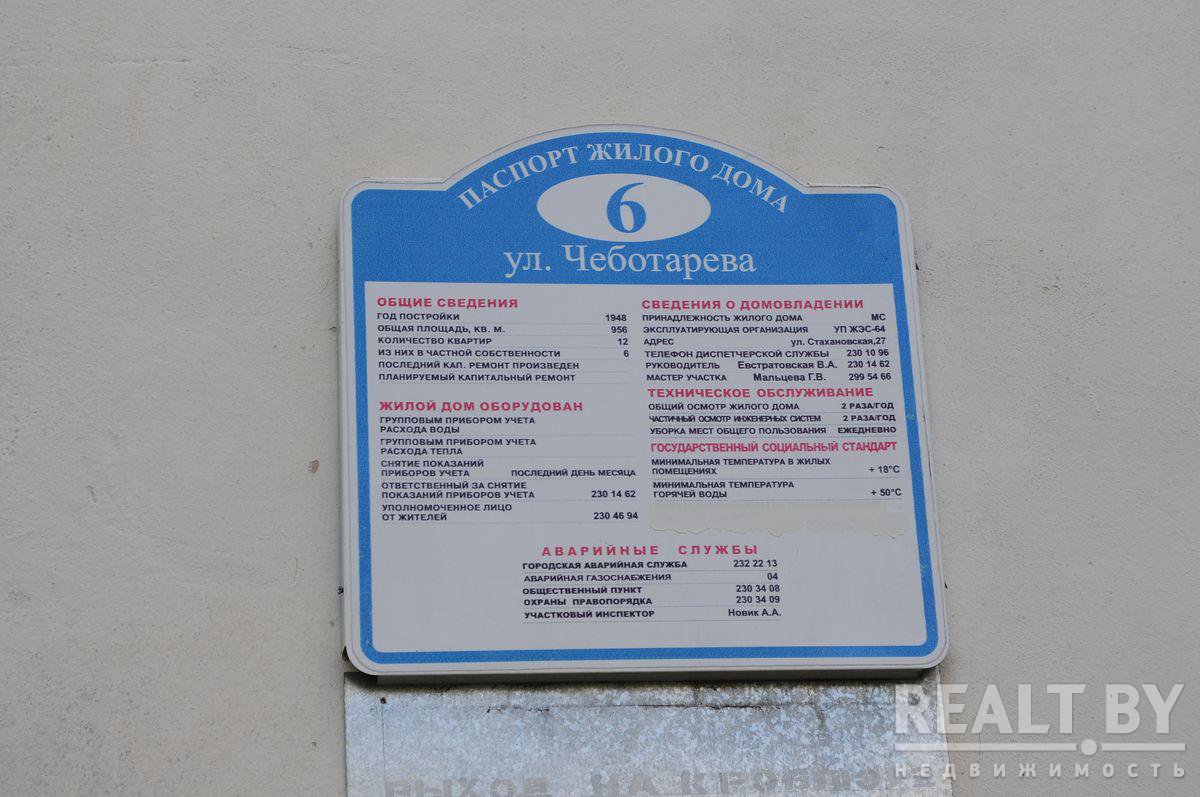 ПАСПОРТ ЖИЛОГО ДОМА
6
ул. Чеботарева
ОБЩИЕ СВЕДЕНИЯ
ГОД ПОСТРОЙКИ 1948
ОБЩАЯ ПЛОЩАДЬ, КВ. М. 956
КОЛИЧЕСТВО КВАРТИР 12
ИЗ НИХ В ЧАСТНОЙ СОБСТВЕННОСТИ 6
ПОСЛЕДНИЙ КАП. РЕМОНТ ПРОИЗВЕДЕН
ПЛАНИРУЕМЫЙ КАПИТАЛЬНЫЙ РЕМОНТ
ЖИЛОЙ ДОМ ОБОРУДОВАН
ГРУППОВЫМ ПРИБОРОМ УЧЕТА
РАСХОДА ВОДЫ
ГРУППОВЫМ ПРИБОРОМ УЧЕТА
РАСХОДА ТЕПЛА
СНЯТИЕ ПОКАЗАНИЙ
ПРИБОРОВ УЧЕТА ПОСЛЕДНИЙ ДЕНЬ МЕСЯЦА
ОТВЕТСТВЕННЫЙ ЗА СНЯТИЕ
ПОКАЗАНИЙ ПРИБОРОВ УЧЕТА 230 14 62
УПОЛНОМОЧЕННОЕ ЛИЦО
ОТ ЖИТЕЛЕЙ 230 46 94
СВЕДЕНИЯ О ДОМОВЛАДЕНИИ
ПРИНАДЛЕЖНОСТЬ ЖИЛОГО ДОМА МС
ЭКСПЛУАТИРУЮЩАЯ ОРГАНИЗАЦИЯ УП ЖЭС-64
АДРЕС ул. Стахановская,27
ТЕЛЕФОН ДИСПЕТЧЕРСКОЙ СЛУЖБЫ 230 10 96
РУКОВОДИТЕЛЬ Евстратовская В.А. 230 14 62
МАСТЕР УЧАСТКА Мальцева Г.В. 299 54 66
ТЕХНИЧЕСКОЕ ОБСЛУЖИВАНИЕ
ОБЩИЙ ОСМОТР ЖИЛОГО ДОМА 2 РАЗА/ГОД
ЧАСТИЧНЫЙ ОСМОТР ИНЖЕНЕРНЫХ СИСТЕМ 2 РАЗА/ГОД
УБОРКА МЕСТ ОБЩЕГО ПОЛЬЗОВАНИЯ ЕЖЕДНЕВНО
ГОСУДАРСТВЕННЫЙ СОЦИАЛЬНЫЙ СТАНДАРТ
МИНИМАЛЬНАЯ ТЕМПЕРАТУРА В ЖИЛЫХ
ПОМЕЩЕНИЯХ + 18°С
МИНИМАЛЬНАЯ ТЕМПЕРАТУРА
ГОРЯЧЕЙ ВОДЫ + 50°С
АВАРИЙНЫЕ СЛУЖБЫ
ГОРОДСКАЯ АВАРИЙНАЯ СЛУЖБА 232 22 13
АВАРИЙНАЯ ГАЗОСНАБЖЕНИЯ 04
ОБЩЕСТВЕННЫЙ ПУНКТ 230 34 08
ОХРАНЫ ПРАВОПОРЯДКА 230 34 09
УЧАСТКОВЫЙ ИНСПЕКТОР Новик А.А.
ВЫХОД НА
REALT.BY
НЕДВИЖИМОСТЬ